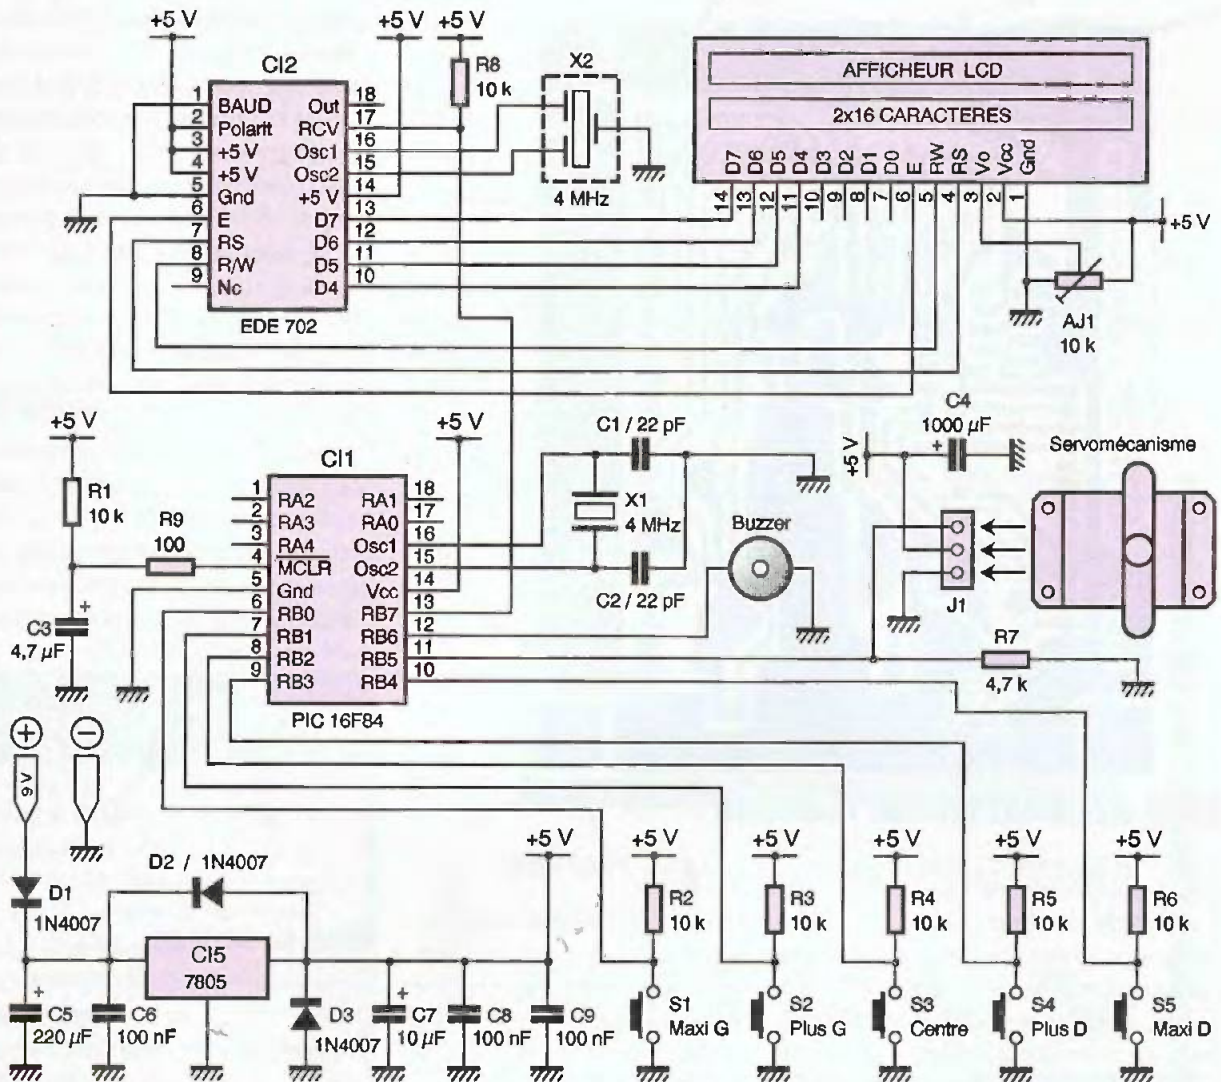 +5 V
CI2
1 BAUD
2 Polarit
3 +5 V
4 +5 V
5 Gnd
6 E
7 RS
8 R/W
9 Nc
Out 18
RCV 17
Osc1 16
Osc2 15
+5 V 14
D7 13
D6 12
D5 11
D4 10
EDE 702
+5 V
+5 V
R8
10 k
X2
4 MHz
AFFICHEUR LCD
2x16 CARACTERES
D7 D6 D5 D4 D3 D2 D1 D0 E RW RS Vo Vcc Gnd
14 13 12 11 10 9 8 7 6 5 4 3 2 1
+5 V
AJ1
10 k
+5 V
R1
10 k
R9
100
C3
+
4,7 µF
CI1
1 RA2
2 RA3
3 RA4
4 MCLR
5 Gnd
6 RB0
7 RB1
8 RB2
9 RB3
RA1 18
RA0 17
Osc1 16
Osc2 15
Vcc 14
RB7 13
RB6 12
RB5 11
RB4 10
PIC 16F84
+5 V
C1 / 22 pF
X1
4 MHz
C2 / 22 pF
Buzzer
C4
1000 µF
+
+5 V
J1
Servomécanisme
R7
4,7 k
+
−
9 V
D1
1N4007
D2 / 1N4007
CI5
7805
+
C5
220 µF
C6
100 nF
D3
1N4007
+
C7
10 µF
C8
100 nF
C9
100 nF
+5 V
+5 V
R2
10 k
S1
Maxi G
+5 V
R3
10 k
S2
Plus G
+5 V
R4
10 k
S3
Centre
+5 V
R5
10 k
S4
Plus D
+5 V
R6
10 k
S5
Maxi D